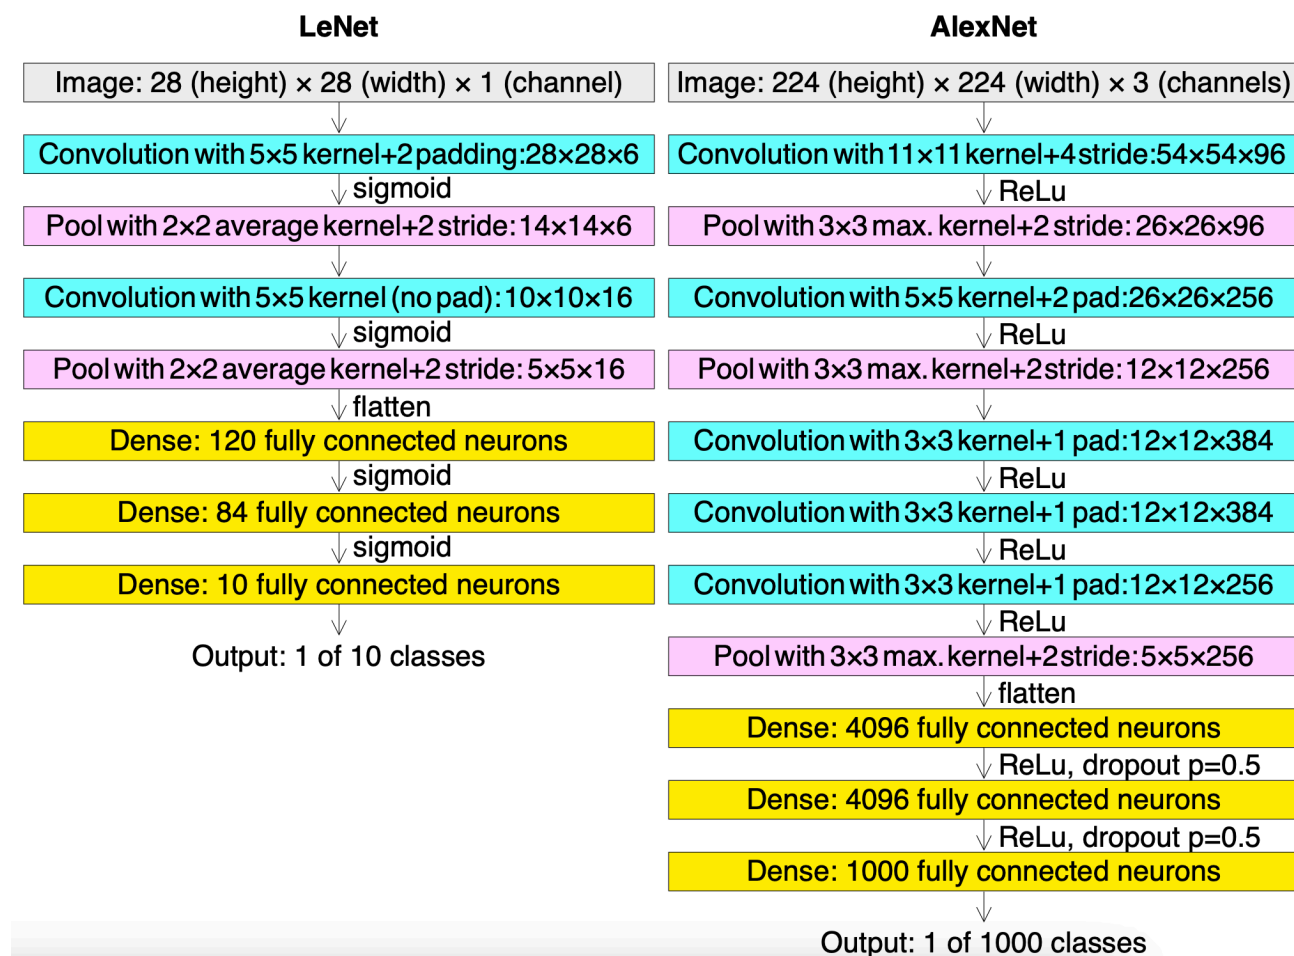 LeNet
Image: 28 (height) × 28 (width) × 1 (channel)
Convolution with 5×5 kernel+2 padding:28×28×6
sigmoid
Pool with 2×2 average kernel+2 stride:14×14×6
Convolution with 5×5 kernel (no pad):10×10×16
sigmoid
Pool with 2×2 average kernel+2 stride: 5×5×16
flatten
Dense: 120 fully connected neurons
sigmoid
Dense: 84 fully connected neurons
sigmoid
Dense: 10 fully connected neurons
Output: 1 of 10 classes
AlexNet
Image: 224 (height) × 224 (width) × 3 (channels)
Convolution with 11×11 kernel+4 stride:54×54×96
ReLu
Pool with 3×3 max. kernel+2 stride: 26×26×96
Convolution with 5×5 kernel+2 pad:26×26×256
ReLu
Pool with 3×3 max. kernel+2 stride: 12×12×256
Convolution with 3×3 kernel+1 pad:12×12×384
ReLu
Convolution with 3×3 kernel+1 pad:12×12×384
ReLu
Convolution with 3×3 kernel+1 pad:12×12×256
ReLu
Pool with 3×3 max. kernel+2 stride:5×5×256
flatten
Dense: 4096 fully connected neurons
ReLu, dropout p=0.5
Dense: 4096 fully connected neurons
ReLu, dropout p=0.5
Dense: 1000 fully connected neurons
Output: 1 of 1000 classes